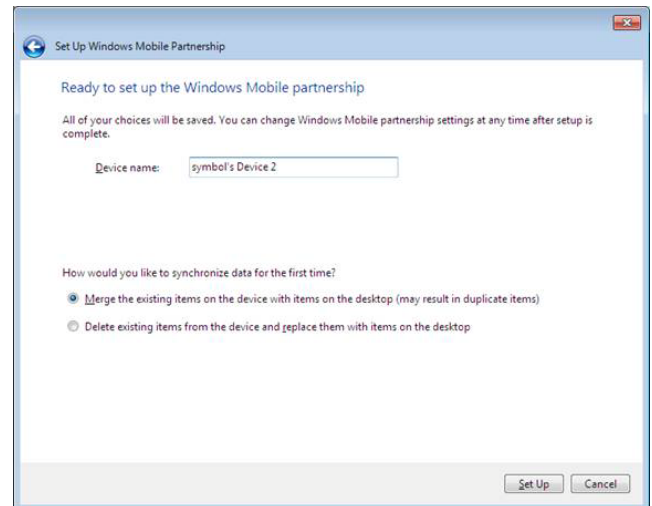 Set Up Windows Mobile Partnership
Ready to set up the Windows Mobile partnership
All of your choices will be saved. You can change Windows Mobile partnership settings at any time after setup is
complete.
Device name: symbol's Device 2
How would you like to synchronize data for the first time?
Merge the existing items on the device with items on the desktop (may result in duplicate items)
Delete existing items from the device and replace them with items on the desktop
Set Up Cancel